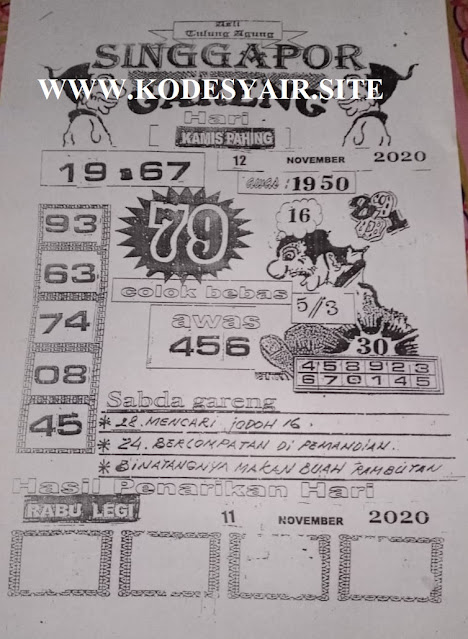 Asli
Tulung Agung
SINGGAPOR
WWW.KODESYAIR.SITE
GARENG
Hari
KAMIS PAHING
12 NOVEMBER 2020
19 67
1950
93
79
16
63
colok bebas
5/3
74
awas
456
30
08
458923
670145
45
Sabda gareng
* 28. MENCARI JODOH 16.
* 24. BERLOMPATAN DI PEMANDIAN.
* BINATANGNYA MAKAN BUAH RAMBUTAN
Hasil Penarikan Hari
RABU LEGI
11 NOVEMBER 2020